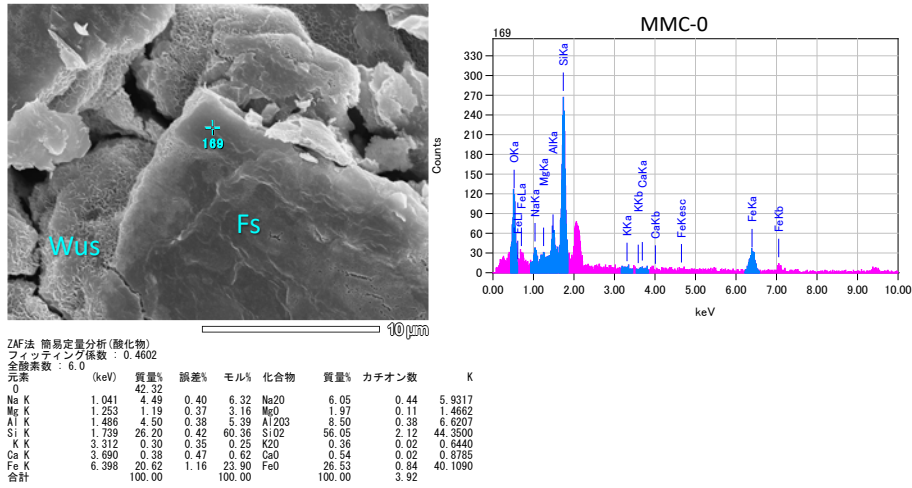 169
Wus
Fs
10 μm
MMC-0
169
Counts
330
300
270
240
210
180
150
120
90
60
30
0
OKa
FeLl
FeLa
NaKa
MgKa
AlKa
SiKa
KKa
KKb
CaKa
CaKb
FeKesc
FeKa
FeKb
0.00 1.00 2.00 3.00 4.00 5.00 6.00 7.00 8.00 9.00 10.00
keV
ZAF法 簡易定量分析(酸化物)
フィッティング係数 : 0.4602
全酸素数 : 6.0
元素 (keV) 質量% 誤差% モル% 化合物 質量% カチオン数 K
O 42.32
Na K 1.041 4.49 0.40 6.32 Na2O 6.05 0.44 5.9317
Mg K 1.253 1.19 0.37 3.16 MgO 1.97 0.11 1.4662
Al K 1.486 4.50 0.38 5.39 Al2O3 8.50 0.38 6.6207
Si K 1.739 26.20 0.42 60.36 SiO2 56.05 2.12 44.3500
K K 3.312 0.30 0.35 0.25 K2O 0.36 0.02 0.6440
Ca K 3.690 0.38 0.47 0.62 CaO 0.54 0.02 0.8785
Fe K 6.398 20.62 1.16 23.90 FeO 26.53 0.84 40.1090
合計 100.00 100.00 100.00 3.92